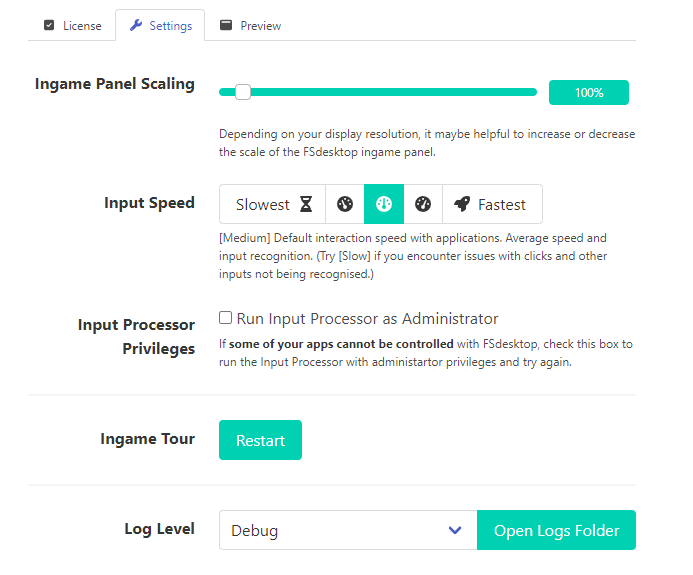 License
Settings
Preview
Ingame Panel Scaling
100%
Depending on your display resolution, it maybe helpful to increase or decrease
the scale of the FSdesktop ingame panel.
Input Speed
Slowest
Fastest
[Medium] Default interaction speed with applications. Average speed and
input recognition. (Try [Slow] if you encounter issues with clicks and other
inputs not being recognised.)
Input Processor
Privileges
Run Input Processor as Administrator
If some of your apps cannot be controlled with FSdesktop, check this box to
run the Input Processor with administartor privileges and try again.
Ingame Tour
Restart
Log Level
Debug
Open Logs Folder